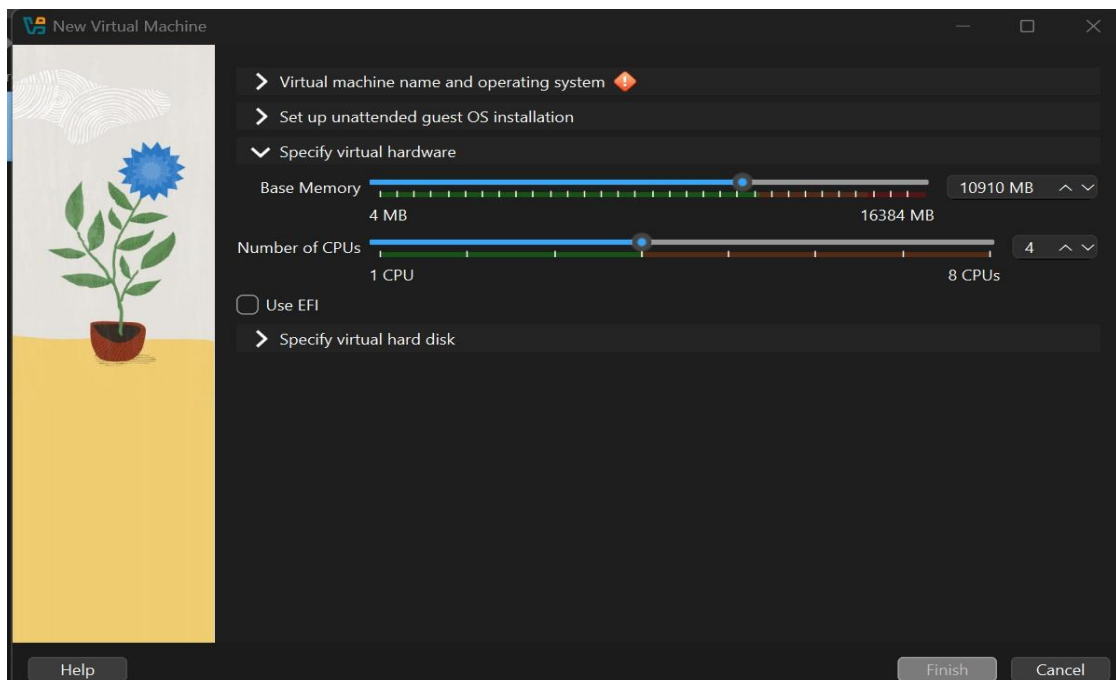 New Virtual Machine
Virtual machine name and operating system
Set up unattended guest OS installation
Specify virtual hardware
Base Memory 10910 MB
4 MB 16384 MB
Number of CPUs 4
1 CPU 8 CPUs
Use EFI
Specify virtual hard disk
Help Finish Cancel